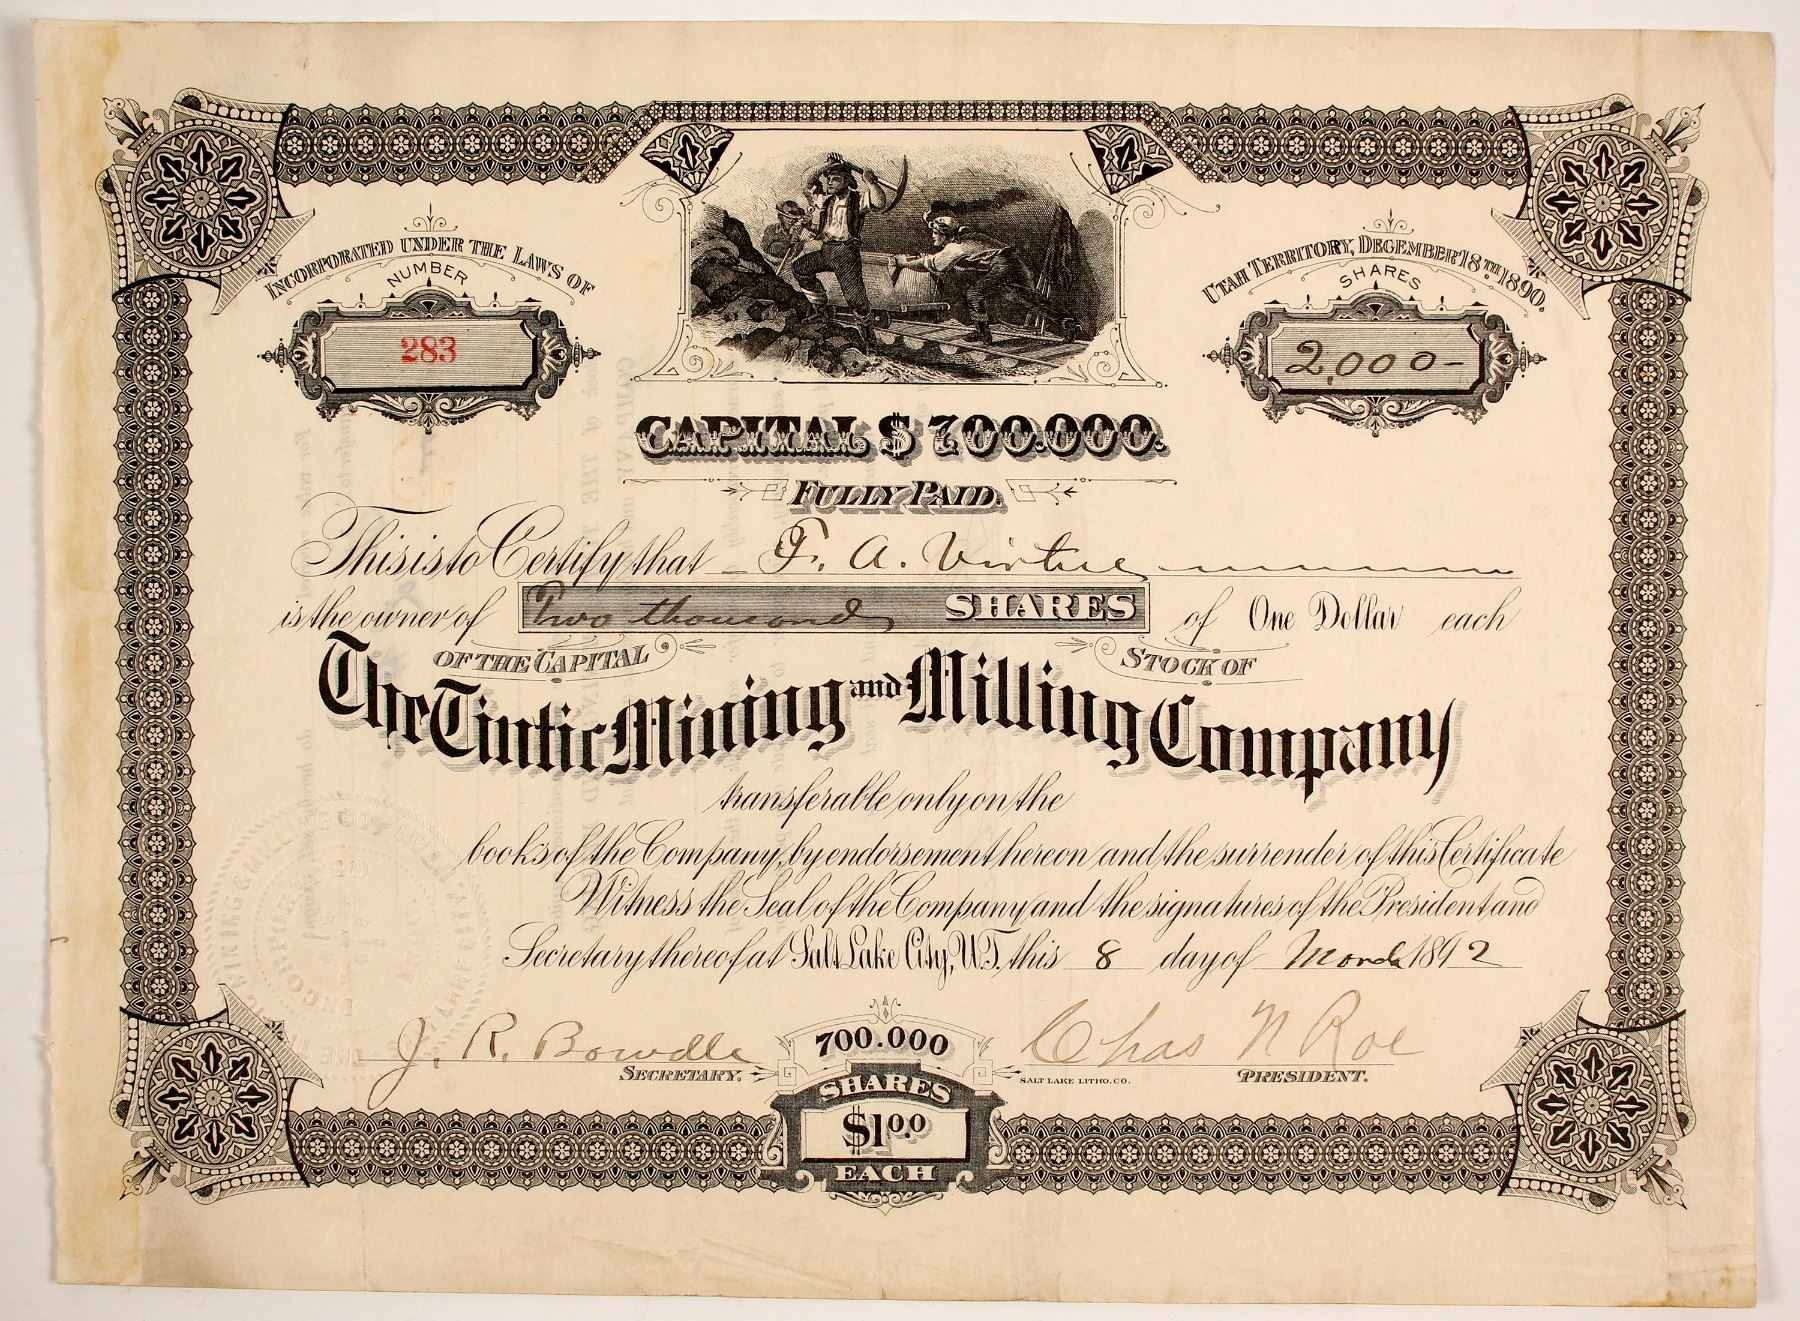 INCORPORATED UNDER THE LAWS OF
NUMBER
283
UTAH TERRITORY, DECEMBER 18TH 1890.
SHARES
2,000-
CAPITAL $700.000.
FULLY PAID.
This is to Certify that F. A. Virtue
is the owner of Two thousand SHARES of One Dollar each
OF THE CAPITAL STOCK OF
The Tintic Mining and Milling Company
transferable only on the
books of the Company, by endorsement hereon and the surrender of this Certificate
Witness the Seal of the Company and the signatures of the President and
Secretary thereof at Salt Lake City, U.T. this 8 day of March 1892
J. R. Bowdle
SECRETARY.
Chas N Roe
PRESIDENT.
SALT LAKE LITHO. CO.
700.000
SHARES
$1.00
EACH